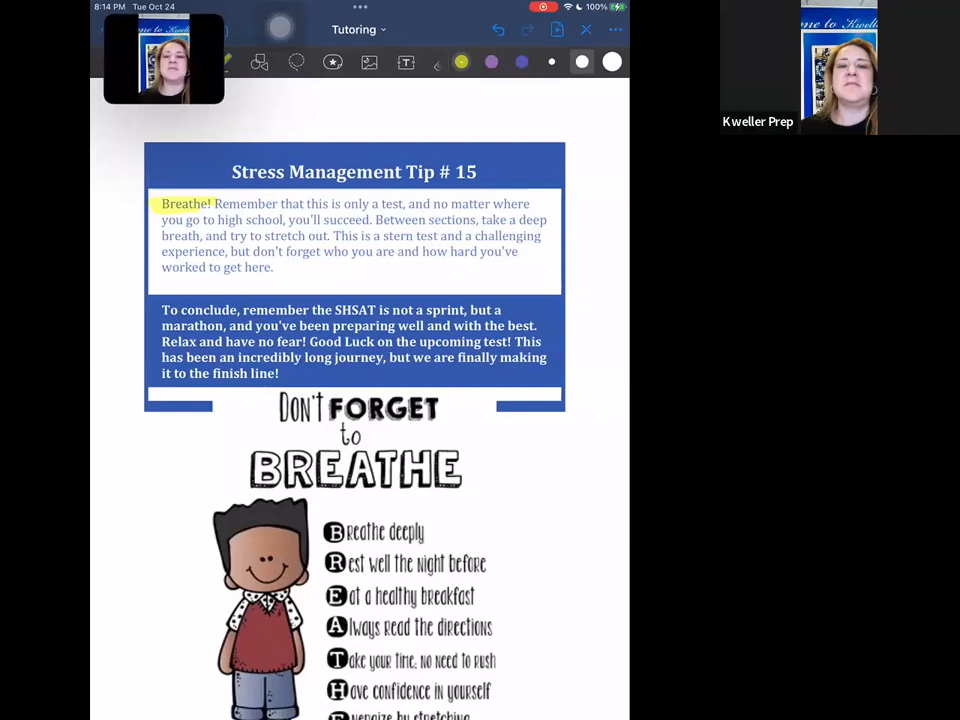 8:14 PM Tue Oct 24
100%
Tutoring
Kweller Prep
Stress Management Tip # 15
Breathe! Remember that this is only a test, and no matter where
you go to high school, you'll succeed. Between sections, take a deep
breath, and try to stretch out. This is a stern test and a challenging
experience, but don't forget who you are and how hard you've
worked to get here.
To conclude, remember the SHSAT is not a sprint, but a
marathon, and you've been preparing well and with the best.
Relax and have no fear! Good Luck on the upcoming test! This
has been an incredibly long journey, but we are finally making
it to the finish line!
DON'T FORGET
to
BREATHE
Breathe deeply
Rest well the night before
Eat a healthy breakfast
Always read the directions
Take your time; no need to rush
Have confidence in yourself
Energize by stretching